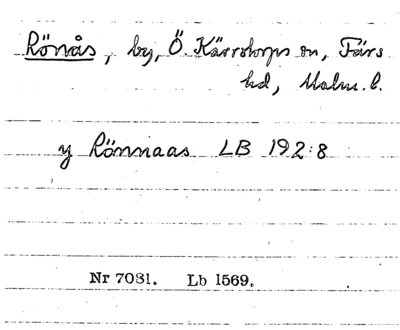 Rönås, by, Ö. Kärrstorps sn, Färs
hd, Malm. l.
y Rönnaas LB 192:8
Nr 7031. Lb 1569.